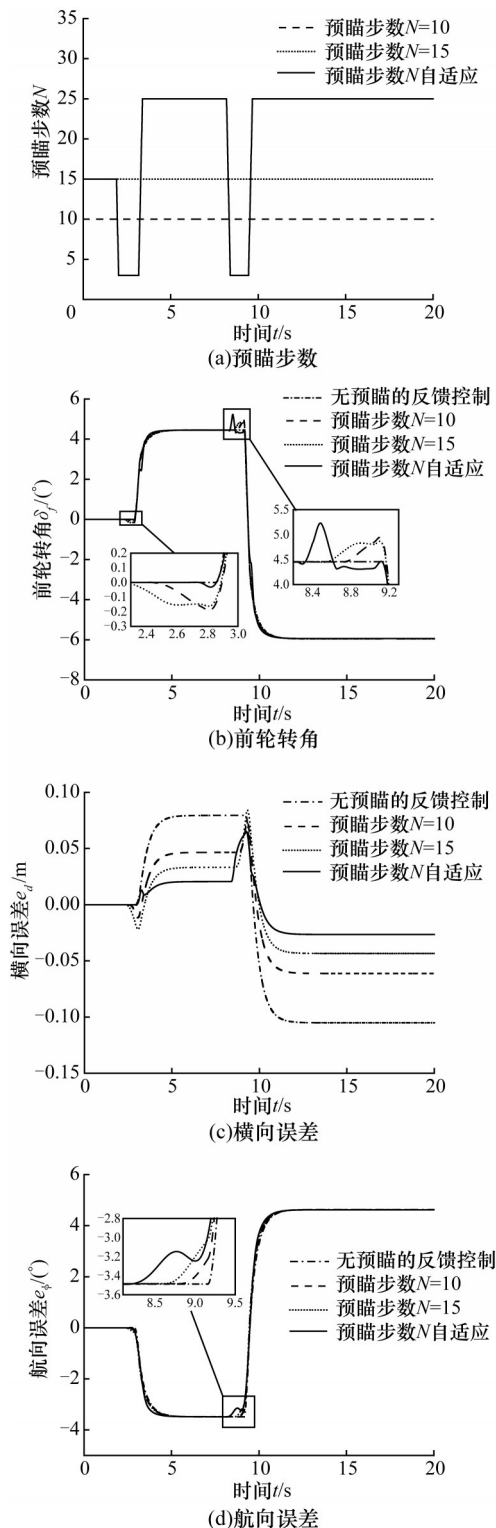 35
30
25
20
15
10
5
0
5
10
15
20
预瞄步数N
预瞄步数N=10
预瞄步数N=15
预瞄步数N自适应
时间t/s
(a)预瞄步数
6
4
2
0
−2
−4
−6
−8
0
5
10
15
20
前轮转角δf/(°)
无预瞄的反馈控制
预瞄步数N=10
预瞄步数N=15
预瞄步数N自适应
5.5
5.0
4.5
4.0
8.4
8.8
9.2
0.2
0.1
0.0
−0.1
−0.2
−0.3
2.4
2.6
2.8
3.0
时间t/s
(b)前轮转角
0.10
0.05
0.00
−0.05
−0.10
−0.15
0
5
10
15
20
横向误差ed/m
无预瞄的反馈控制
预瞄步数N=10
预瞄步数N=15
预瞄步数N自适应
时间t/s
(c)横向误差
6
4
2
0
−2
−4
0
5
10
15
20
航向误差eϕ/(°)
−2.8
−3.0
−3.2
−3.4
−3.6
8.5
9.0
9.5
无预瞄的反馈控制
预瞄步数N=10
预瞄步数N=15
预瞄步数N自适应
时间t/s
(d)航向误差